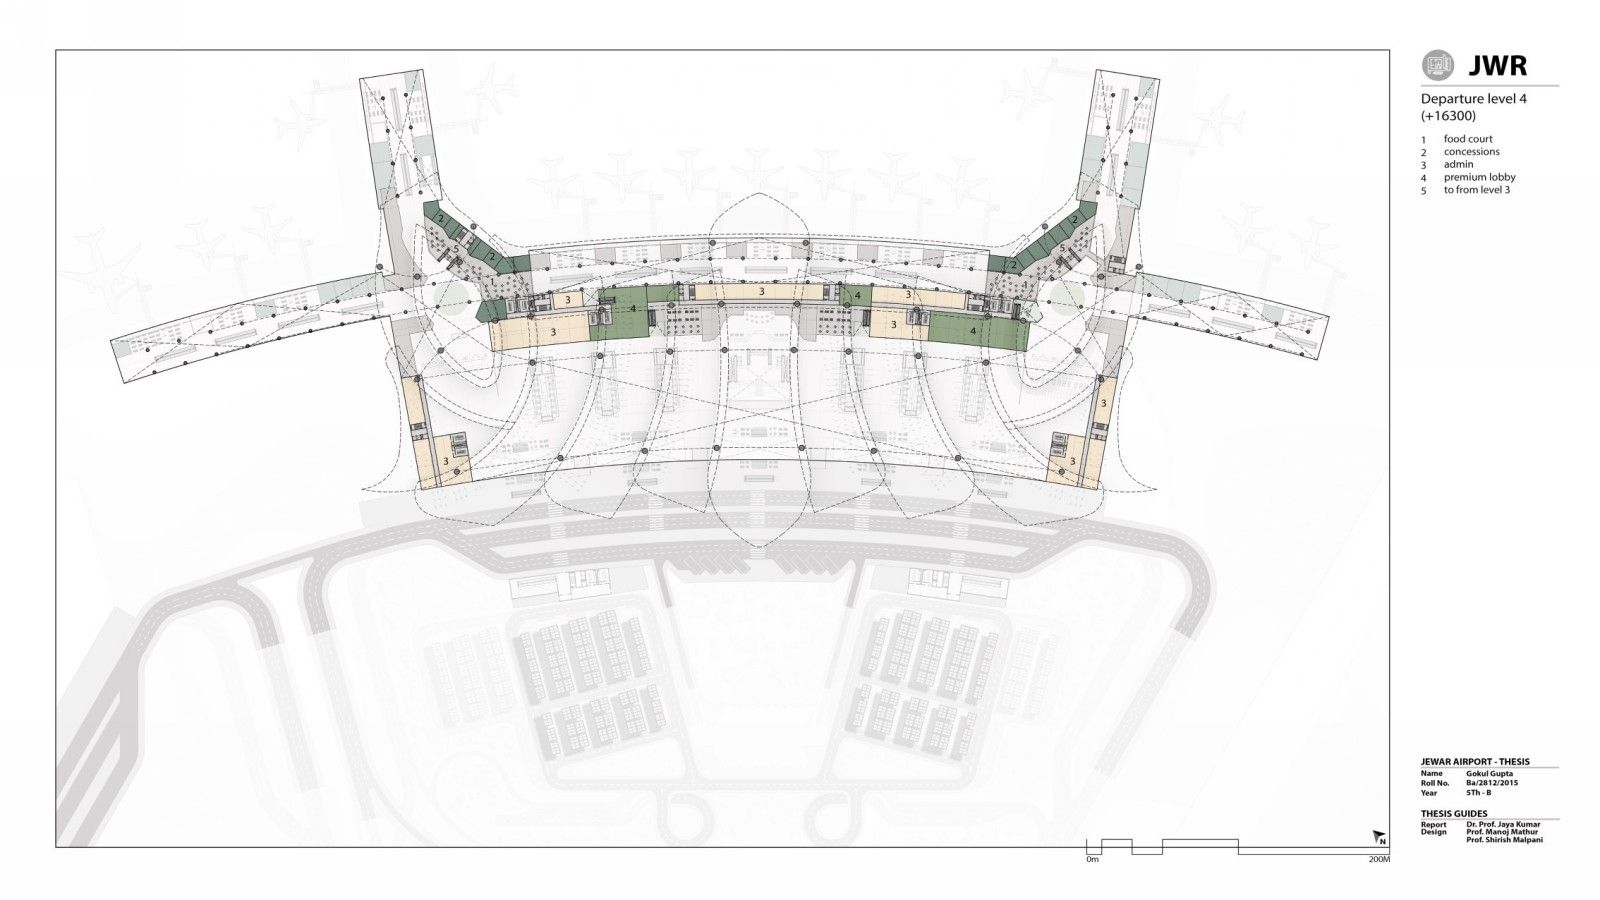 JWR
Departure level 4
(+16300)
1 food court
2 concessions
3 admin
4 premium lobby
5 to from level 3
2
2
5
1
2
5
2
1
3
3
4
3
4
3
3
4
3
3
3
3
JEWAR AIRPORT - THESIS
Name Gokul Gupta
Roll No. Ba/2812/2015
Year 5Th - B
THESIS GUIDES
Report Dr. Prof. Jaya Kumar
Design Prof. Manoj Mathur
Prof. Shirish Malpani
N
0m 200M